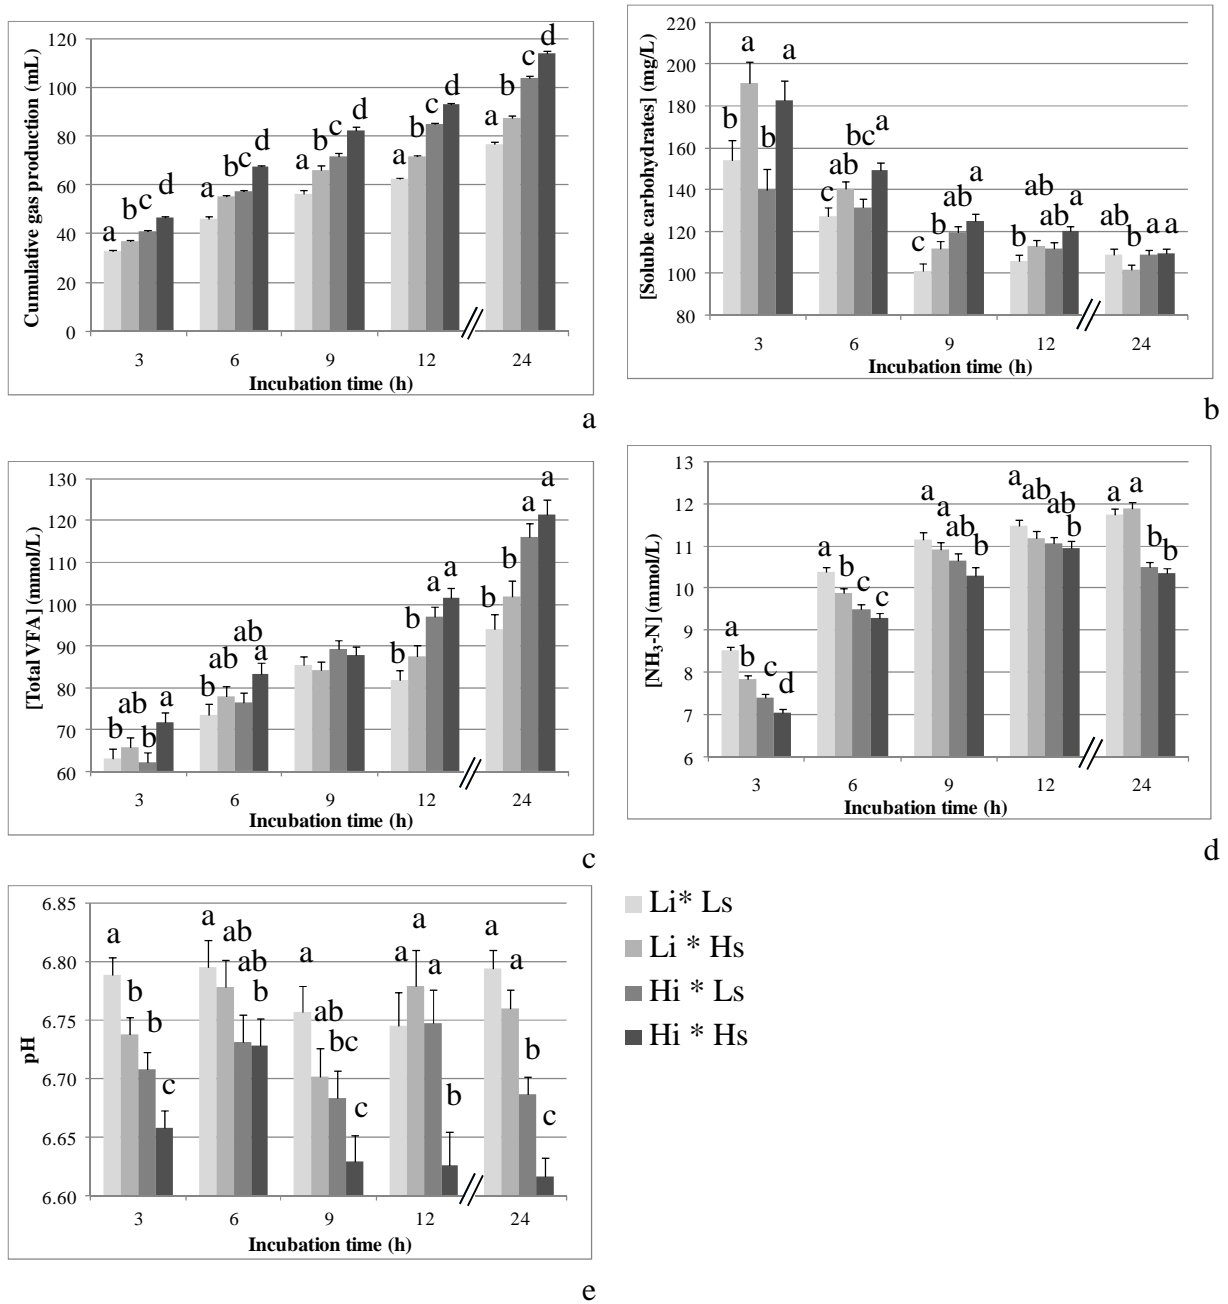 Cumulative gas production (mL)
120
100
80
60
40
20
0
a b c d
a b c d
a b c d
a b c d
a b c d
3 6 9 12 24
Incubation time (h)
a
[Soluble carbohydrates] (mg/L)
220
200
180
160
140
120
100
80
b a b a
c ab bc a
c b ab a
b ab ab a
ab b a a
3 6 9 12 24
Incubation time (h)
b
[Total VFA] (mmol/L)
130
120
110
100
90
80
70
60
b ab b a
b ab ab a
b b a a
b b a a
3 6 9 12 24
Incubation time (h)
c
[NH₃-N] (mmol/L)
13
12
11
10
9
8
7
6
a b c d
a b c c
a a ab b
a ab ab b
a a b b
3 6 9 12 24
Incubation time (h)
d
pH
6.85
6.80
6.75
6.70
6.65
6.60
a b b c
a ab ab b
a ab bc c
a a a b
a a b c
3 6 9 12 24
Incubation time (h)
e
Li* Ls
Li * Hs
Hi * Ls
Hi * Hs